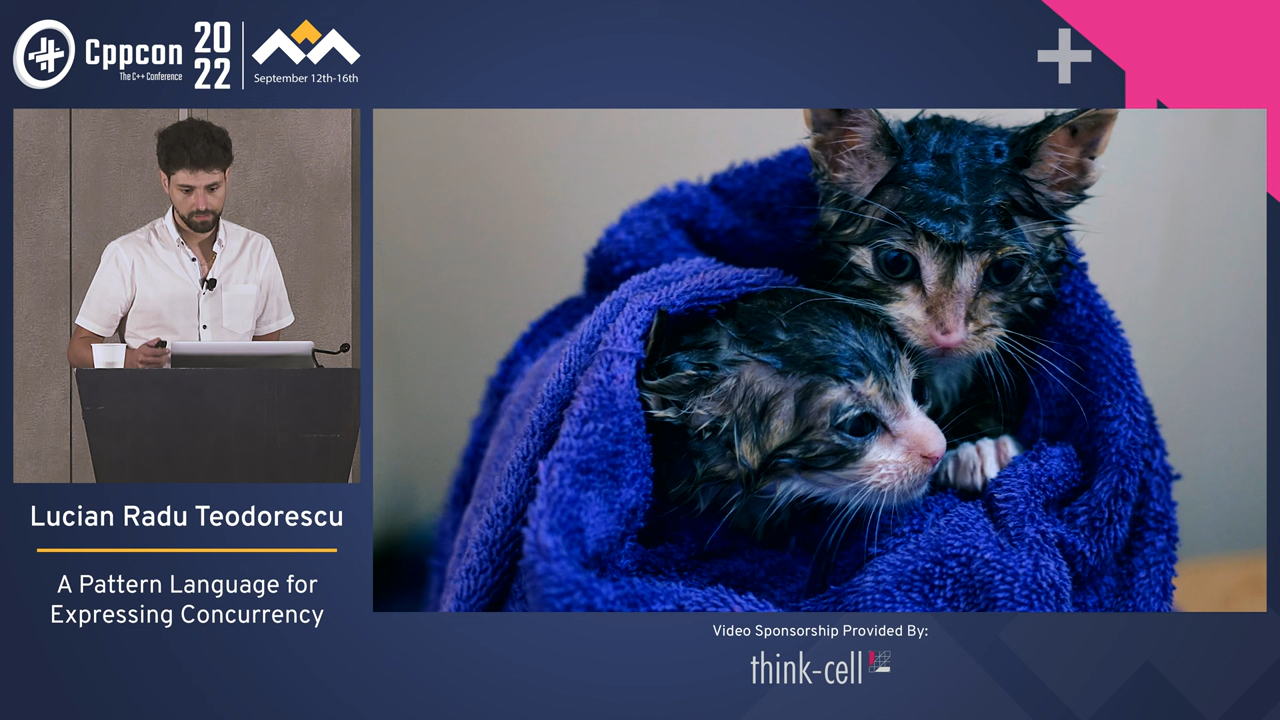 Cppcon
The C++ Conference
20
22
September 12th-16th
Lucian Radu Teodorescu
A Pattern Language for
Expressing Concurrency
Video Sponsorship Provided By:
think-cell